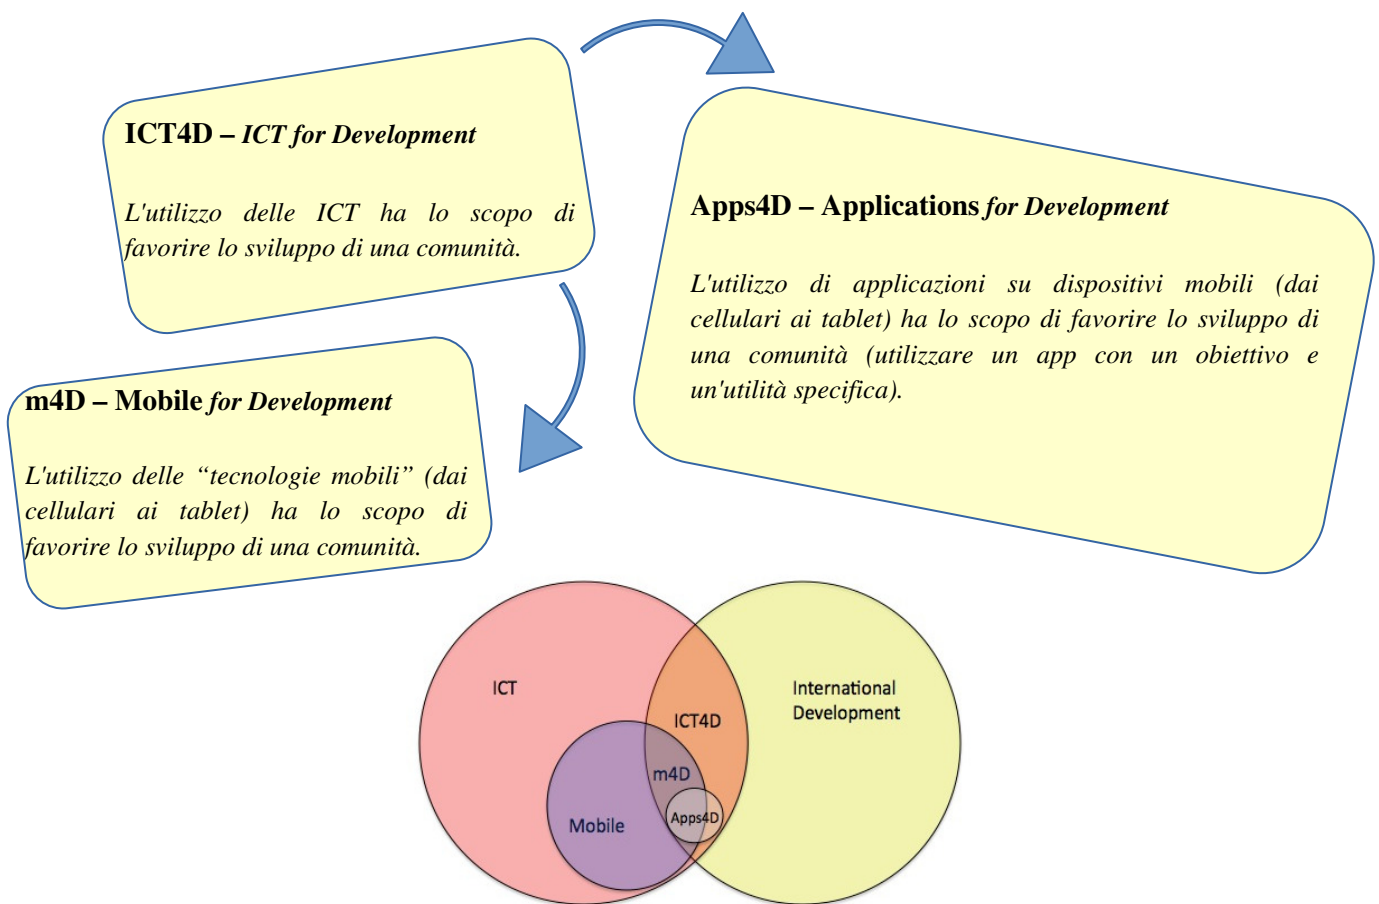 ICT4D – ICT for Development
L'utilizzo delle ICT ha lo scopo di
favorire lo sviluppo di una comunità.
Apps4D – Applications for Development
L'utilizzo di applicazioni su dispositivi mobili (dai
cellulari ai tablet) ha lo scopo di favorire lo sviluppo di
una comunità (utilizzare un app con un obiettivo e
un'utilità specifica).
m4D – Mobile for Development
L'utilizzo delle “tecnologie mobili” (dai
cellulari ai tablet) ha lo scopo di
favorire lo sviluppo di una comunità.
ICT
International
Development
ICT4D
m4D
Apps4D
Mobile